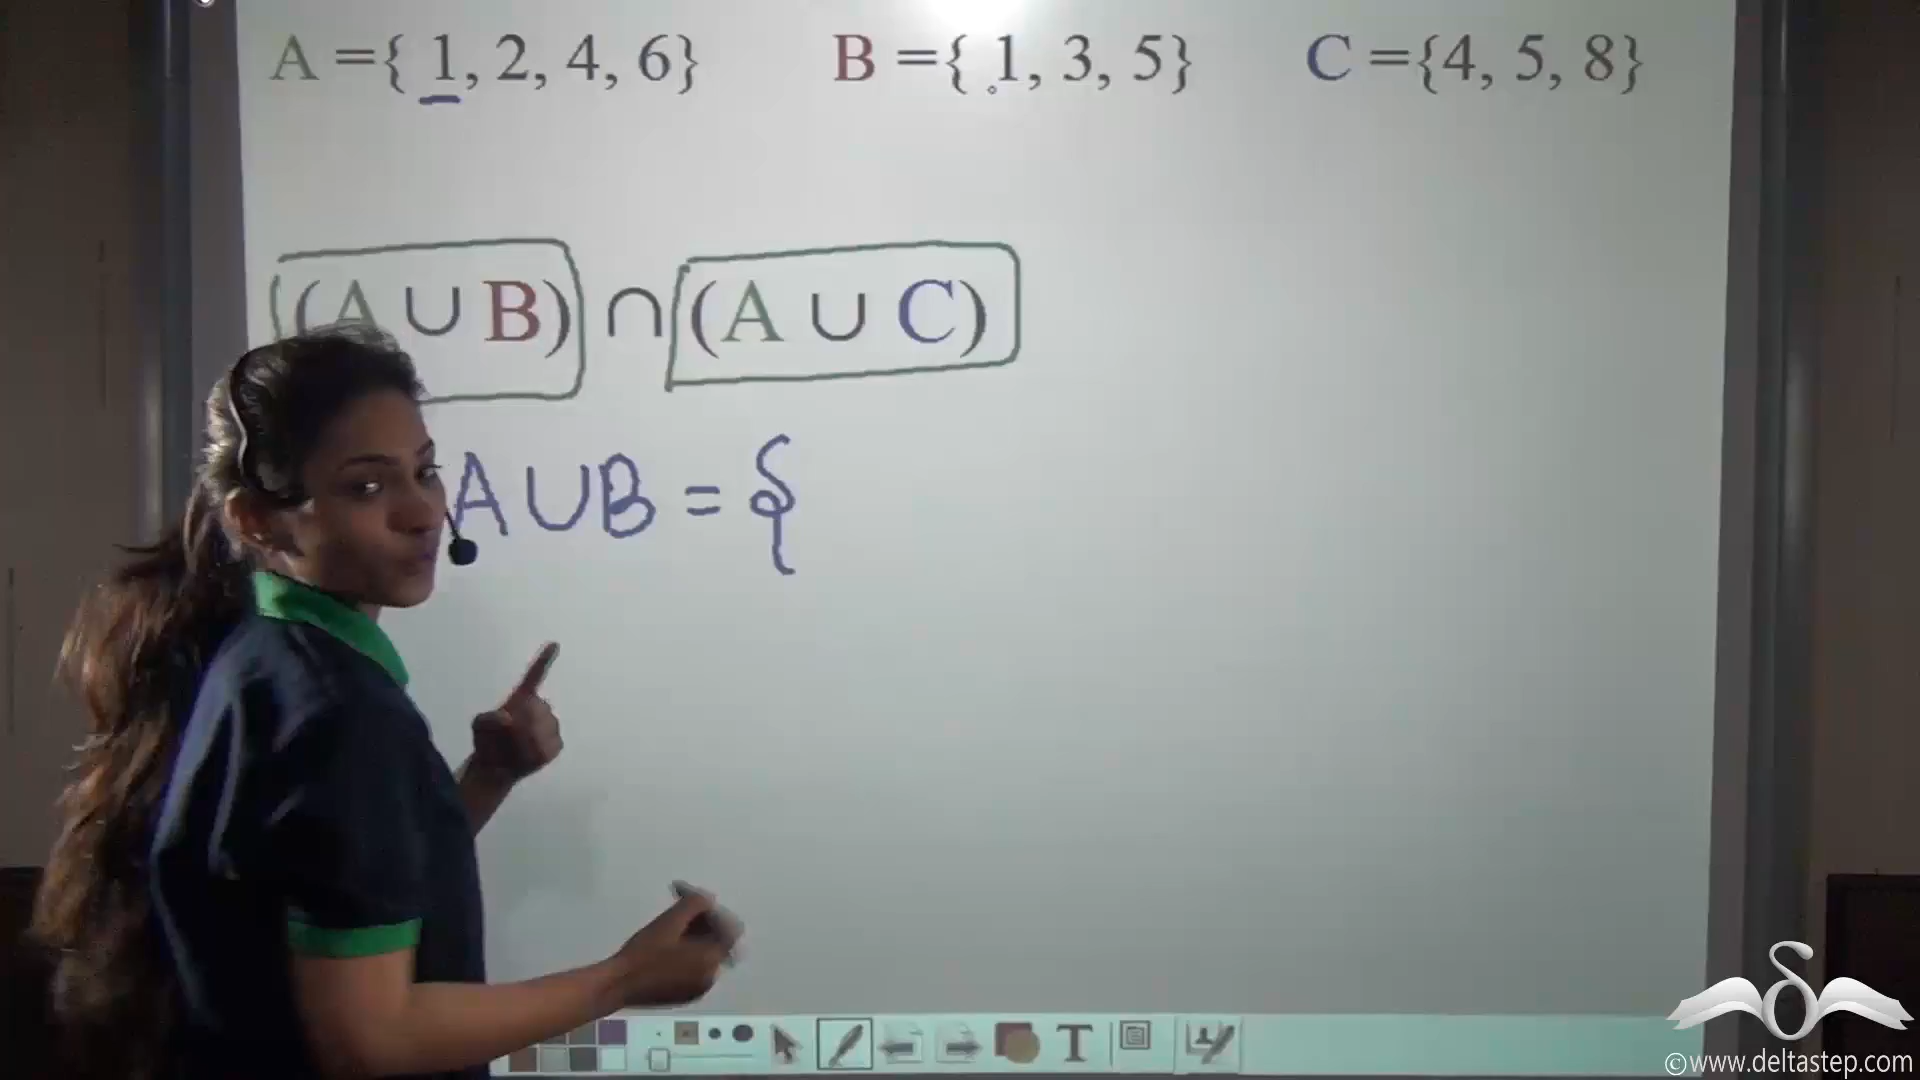 A ={ 1, 2, 4, 6} B ={ 1, 3, 5} C ={4, 5, 8}
(A ∪ B) ∩ (A ∪ C)
A ∪ B = {
T
©www.deltastep.com